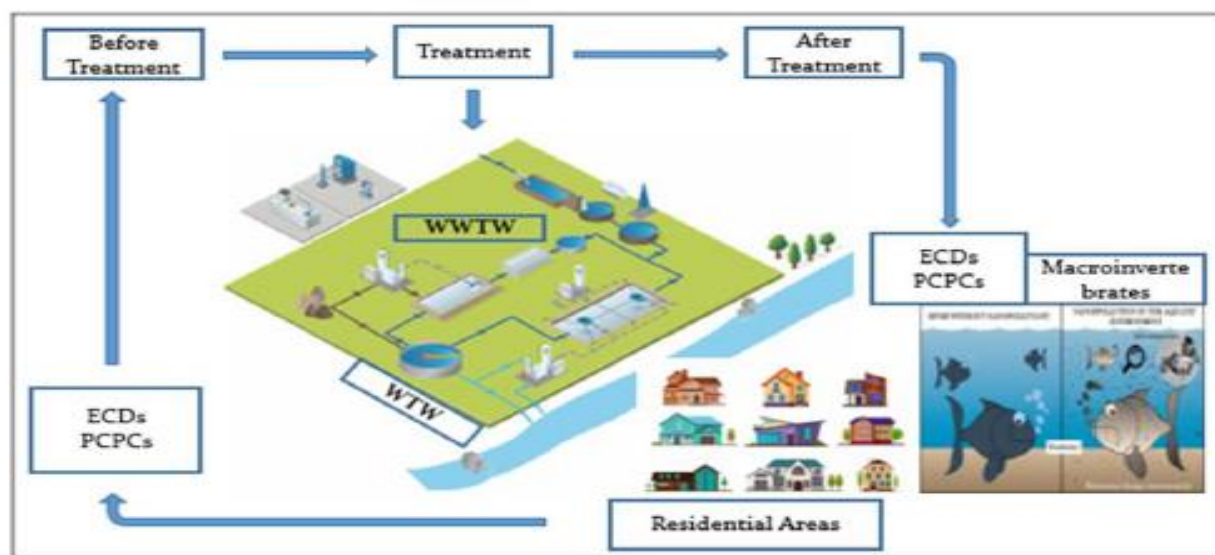 Before
Treatment
Treatment
After
Treatment
WWTW
WTW
ECDs
PCPCs
Macroinverte
brates
ECDs
PCPCs
Residential Areas